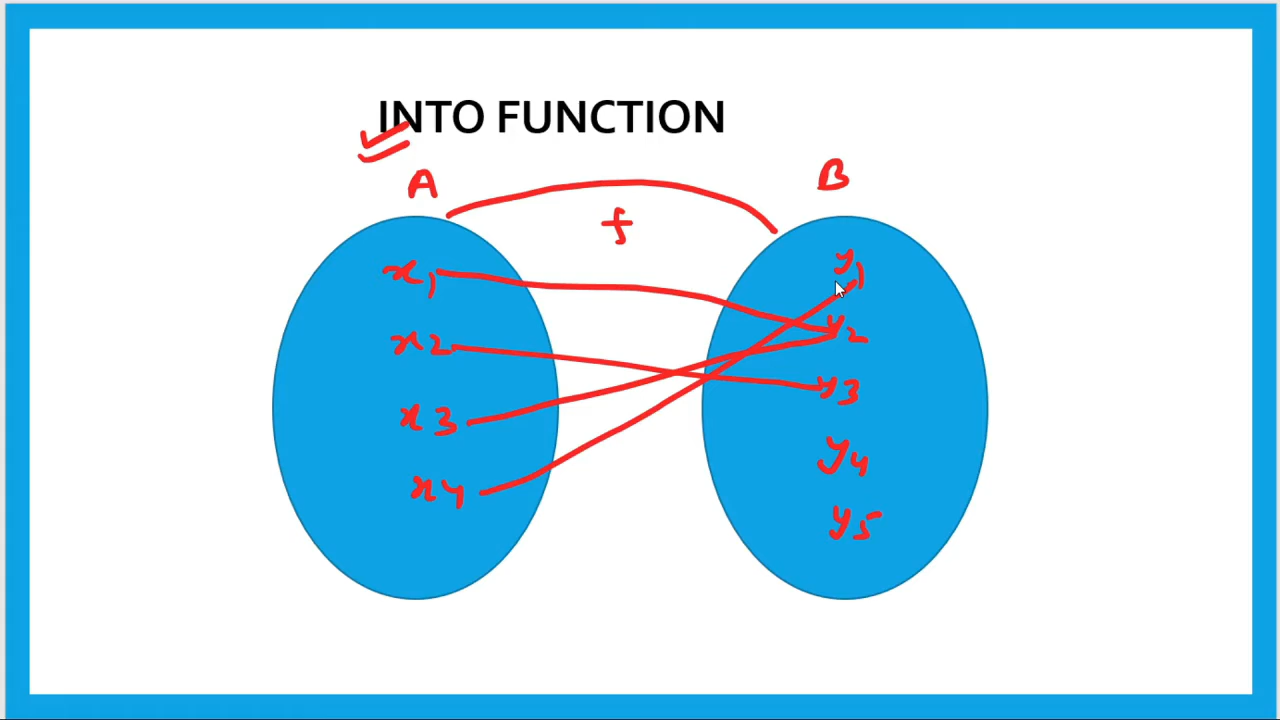 INTO FUNCTION
A B
f
x1 y1
x2 y2
x3 y3
x4 y4
y5